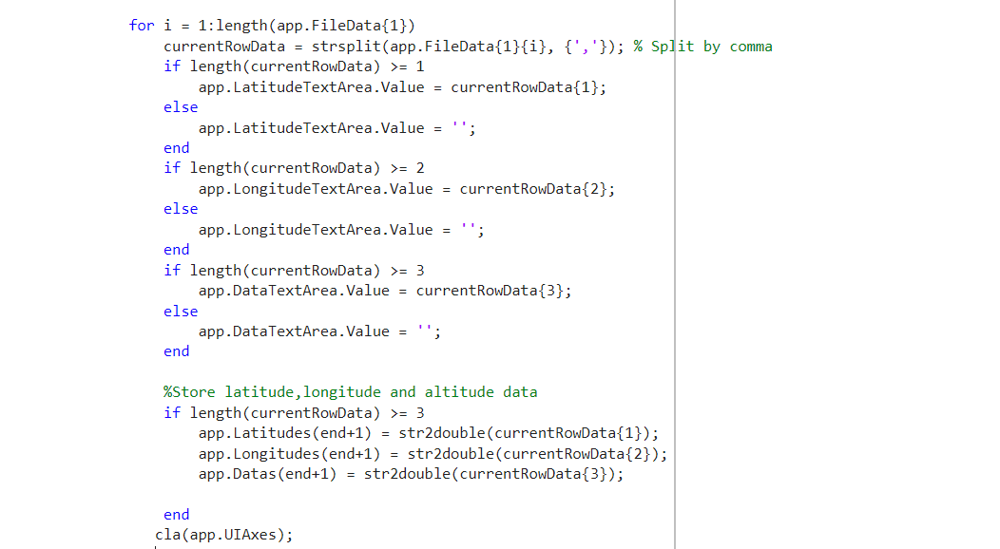 for i = 1:length(app.FileData{1})
currentRowData = strsplit(app.FileData{1}{i}, {','}); % Split by comma
if length(currentRowData) >= 1
app.LatitudeTextArea.Value = currentRowData{1};
else
app.LatitudeTextArea.Value = '';
end
if length(currentRowData) >= 2
app.LongitudeTextArea.Value = currentRowData{2};
else
app.LongitudeTextArea.Value = '';
end
if length(currentRowData) >= 3
app.DataTextArea.Value = currentRowData{3};
else
app.DataTextArea.Value = '';
end
%Store latitude,longitude and altitude data
if length(currentRowData) >= 3
app.Latitudes(end+1) = str2double(currentRowData{1});
app.Longitudes(end+1) = str2double(currentRowData{2});
app.Datas(end+1) = str2double(currentRowData{3});
end
cla(app.UIAxes);